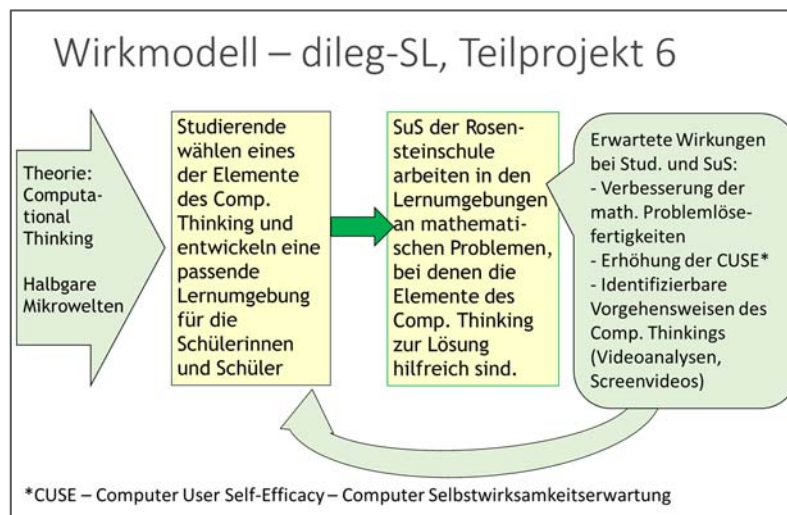 Wirkmodell – dileg-SL, Teilprojekt 6
Theorie:
Computa-
tional
Thinking
Halbgare
Mikrowelten
Studierende
wählen eines
der Elemente
des Comp.
Thinking und
entwickeln eine
passende
Lernumgebung
für die
Schülerinnen
und Schüler
SuS der Rosen-
steinschule
arbeiten in den
Lernumgebungen
an mathemati-
schen Problemen,
bei denen die
Elemente des
Comp. Thinking
zur Lösung
hilfreich sind.
Erwartete Wirkungen
bei Stud. und SuS:
- Verbesserung der
math. Problemlöse-
fertigkeiten
- Erhöhung der CUSE*
- Identifizierbare
Vorgehensweisen des
Comp. Thinkings
(Videoanalysen,
Screenvideos)
*CUSE – Computer User Self-Efficacy – Computer Selbstwirksamkeitserwartung